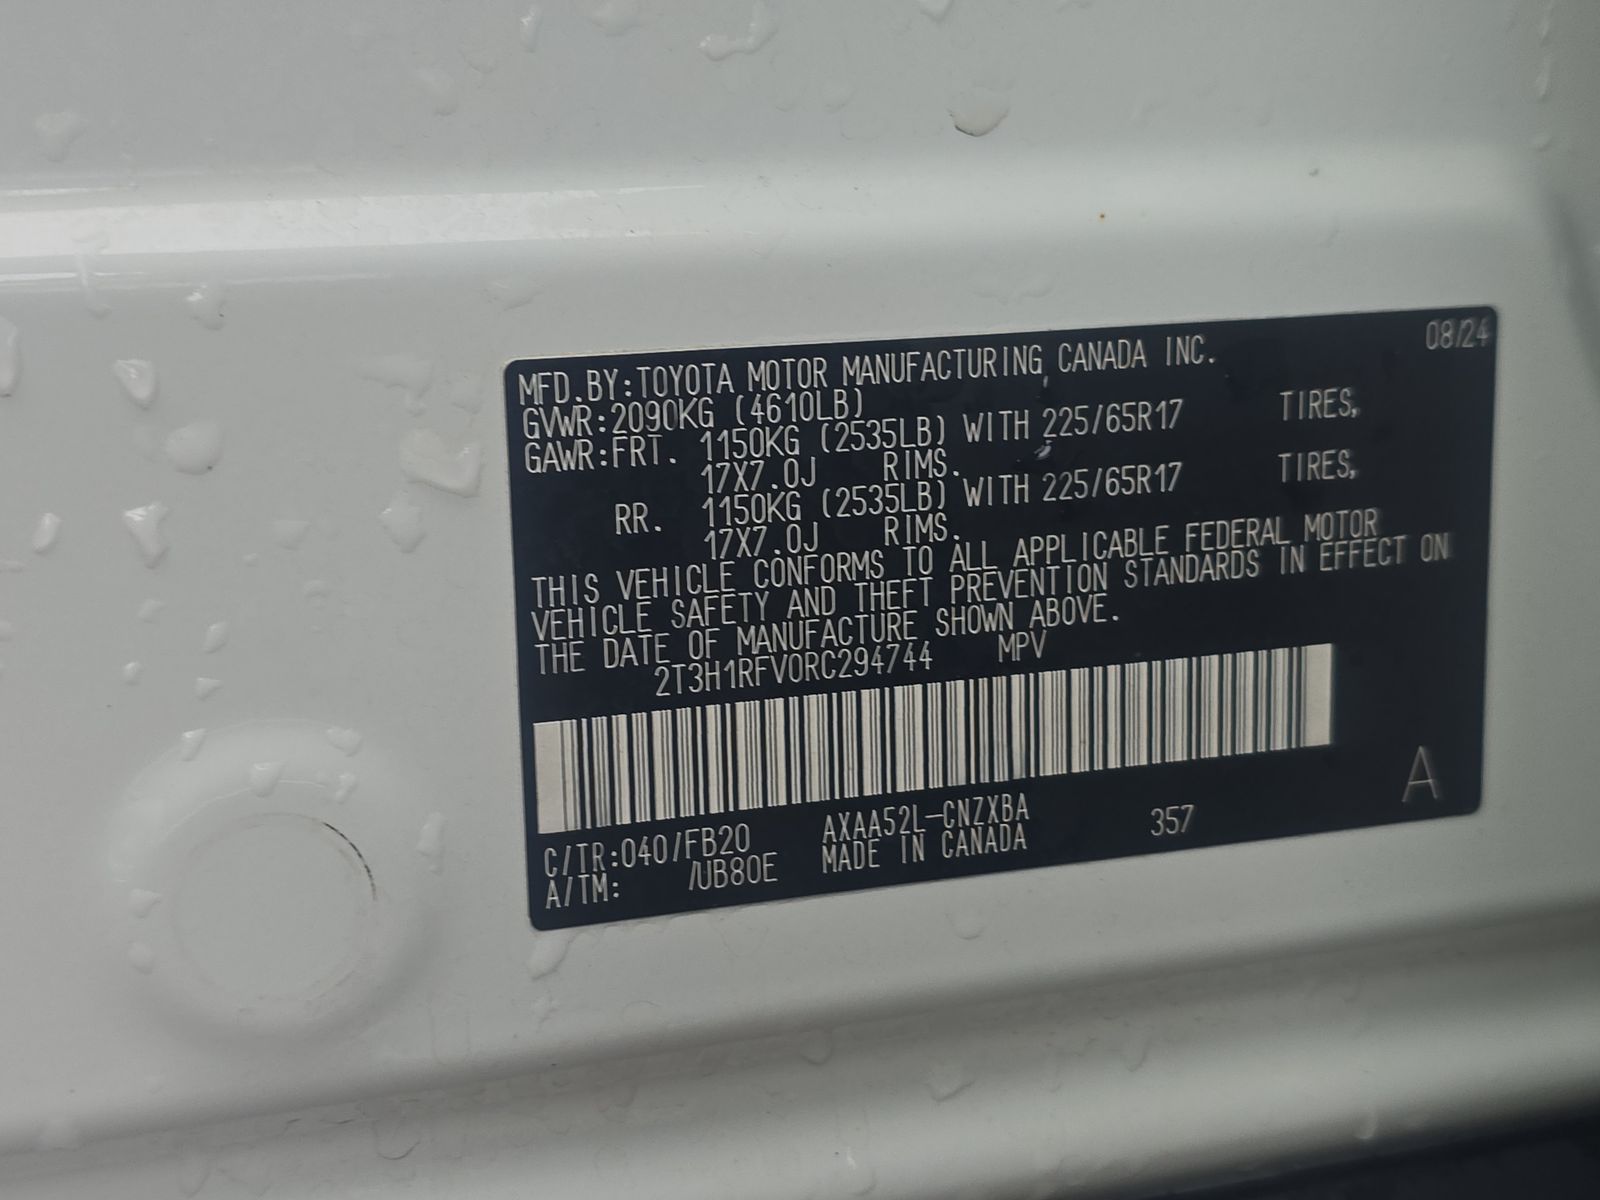 08/24
MFD.BY:TOYOTA MOTOR MANUFACTURING CANADA INC.
GVWR:2090KG (4610LB)
GAWR:FRT. 1150KG (2535LB) WITH 225/65R17 TIRES,
17X7.0J RIMS.
RR. 1150KG (2535LB) WITH 225/65R17 TIRES,
17X7.0J RIMS.
THIS VEHICLE CONFORMS TO ALL APPLICABLE FEDERAL MOTOR
VEHICLE SAFETY AND THEFT PREVENTION STANDARDS IN EFFECT ON
THE DATE OF MANUFACTURE SHOWN ABOVE.
2T3H1RFV0RC294744 MPV
C/TR:040/FB20 AXAA52L-CNZXBA 357 A
A/TM: /UB80E MADE IN CANADA